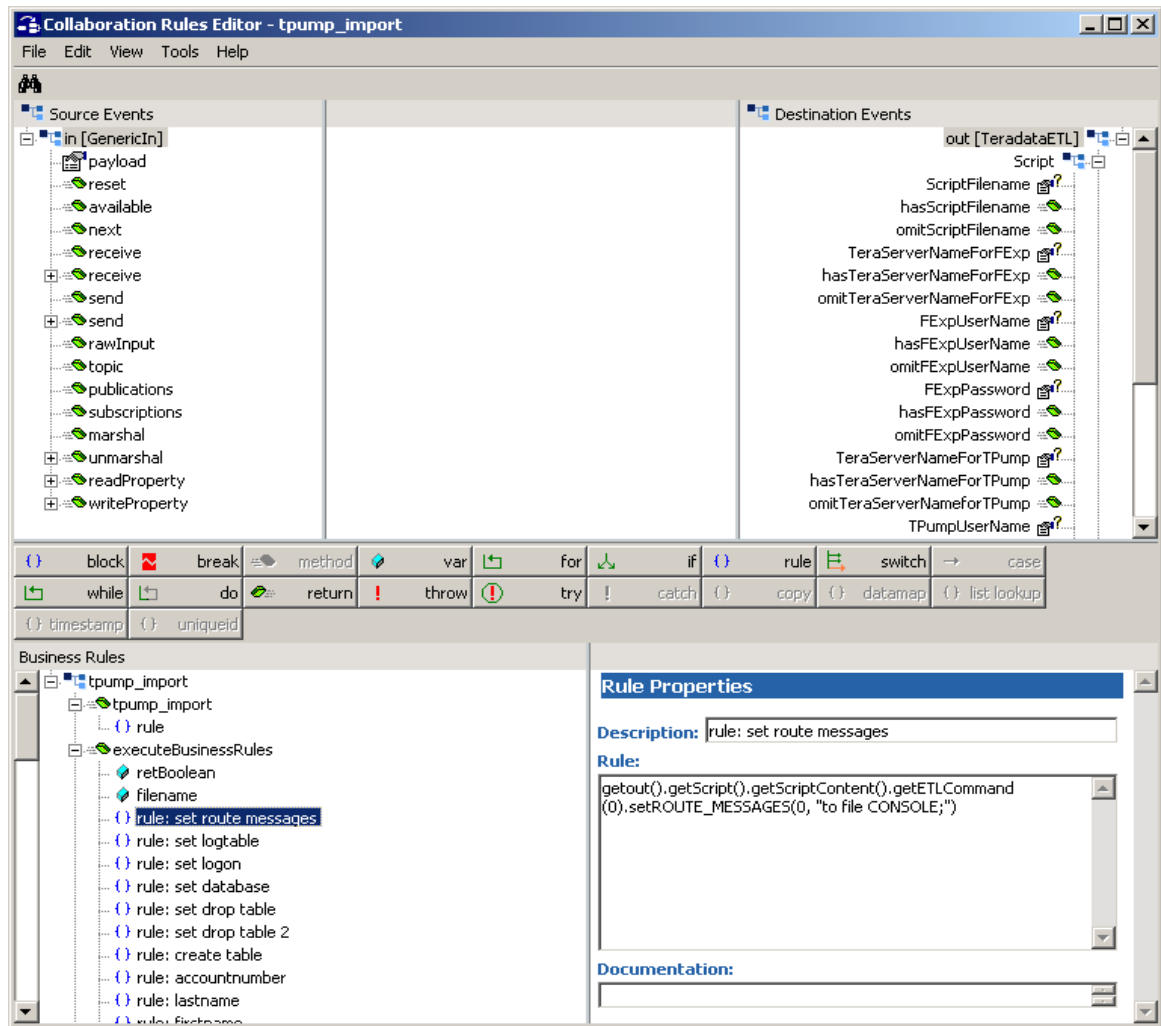 Collaboration Rules Editor - tpump_import
File Edit View Tools Help
Source Events
in [GenericIn]
payload
reset
available
next
receive
receive
send
send
rawInput
topic
publications
subscriptions
marshal
unmarshal
readProperty
writeProperty
Destination Events
out [TeradataETL]
Script
ScriptFilename
hasScriptFilename
omitScriptFilename
TeraServerNameForFExp
hasTeraServerNameForFExp
omitTeraServerNameForFExp
FExpUserName
hasFExpUserName
omitFExpUserName
FExpPassword
hasFExpPassword
omitFExpPassword
TeraServerNameForTPump
hasTeraServerNameForTPump
omitTeraServerNameforTPump
TPumpUserName
block break method var for if rule switch case
while do return throw try catch copy datamap list lookup
timestamp uniqueid
Business Rules
tpump_import
tpump_import
rule
executeBusinessRules
retBoolean
filename
rule: set route messages
rule: set logtable
rule: set logon
rule: set database
rule: set drop table
rule: set drop table 2
rule: create table
rule: accountnumber
rule: lastname
rule: firstname
Rule Properties
Description: rule: set route messages
Rule:
getout().getScript().getScriptContent().getETLCommand
(0).setROUTE_MESSAGES(0, "to file CONSOLE;")
Documentation: